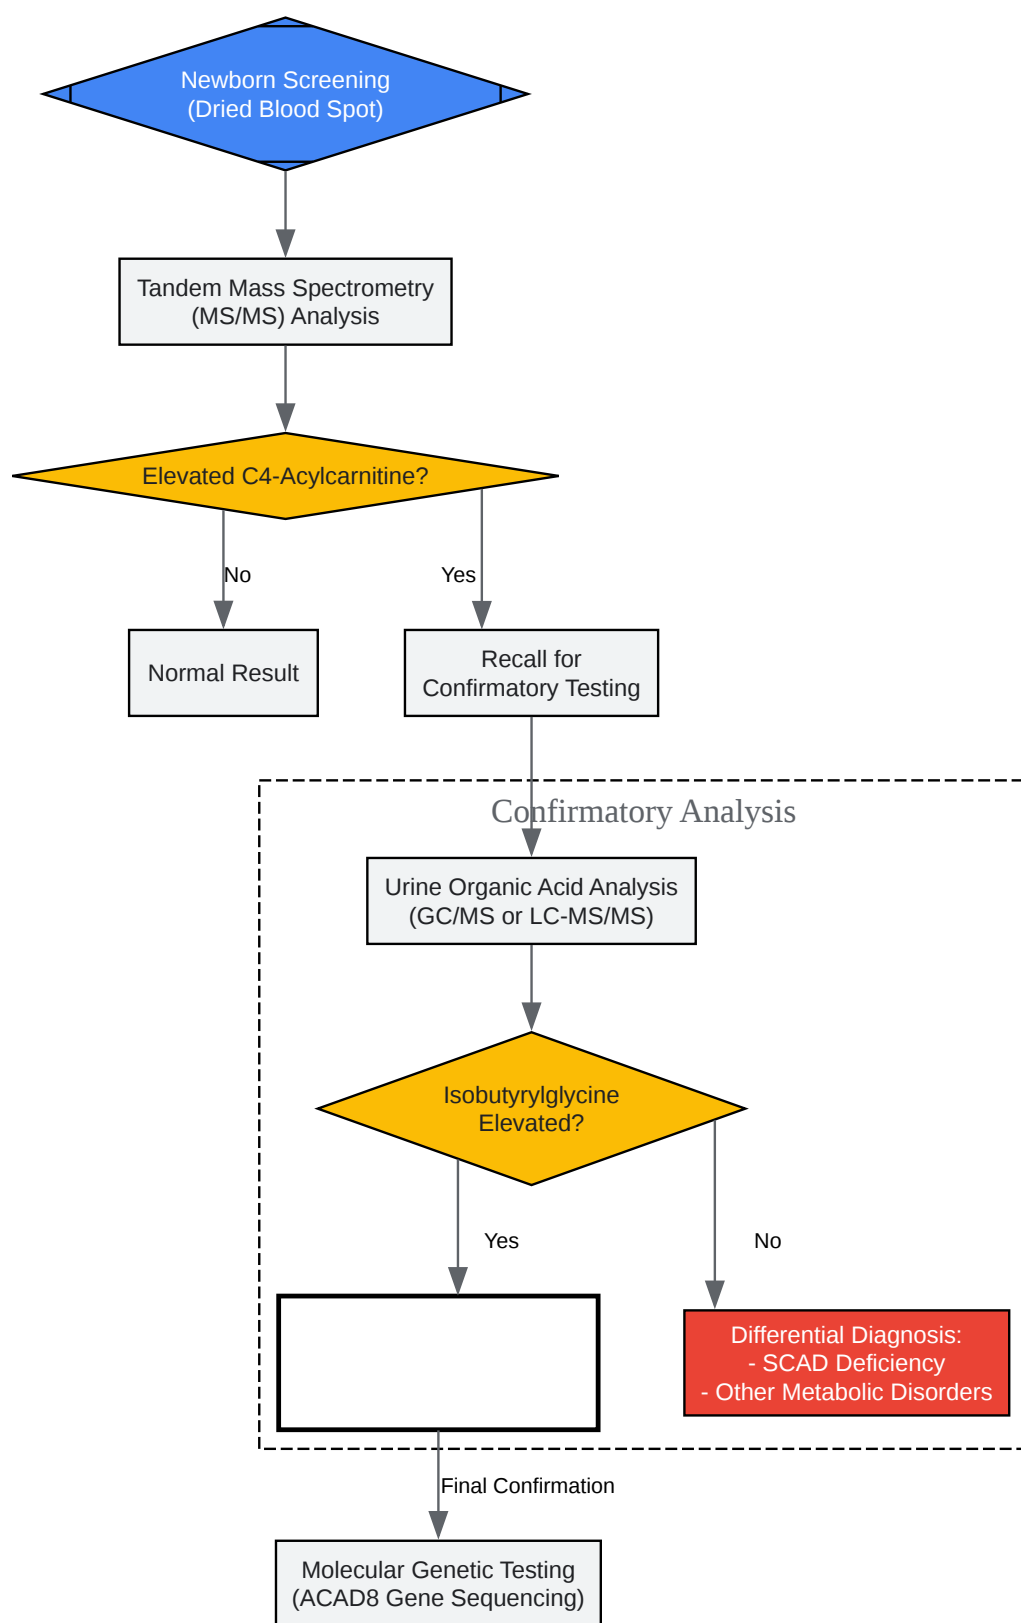 Newborn Screening
(Dried Blood Spot)
Tandem Mass Spectrometry
(MS/MS) Analysis
Elevated C4-Acylcarnitine?
No
Yes
Normal Result
Recall for
Confirmatory Testing
Confirmatory Analysis
Urine Organic Acid Analysis
(GC/MS or LC-MS/MS)
Isobutyrylglycine
Elevated?
Yes
No
Differential Diagnosis:
- SCAD Deficiency
- Other Metabolic Disorders
Final Confirmation
Molecular Genetic Testing
(ACAD8 Gene Sequencing)